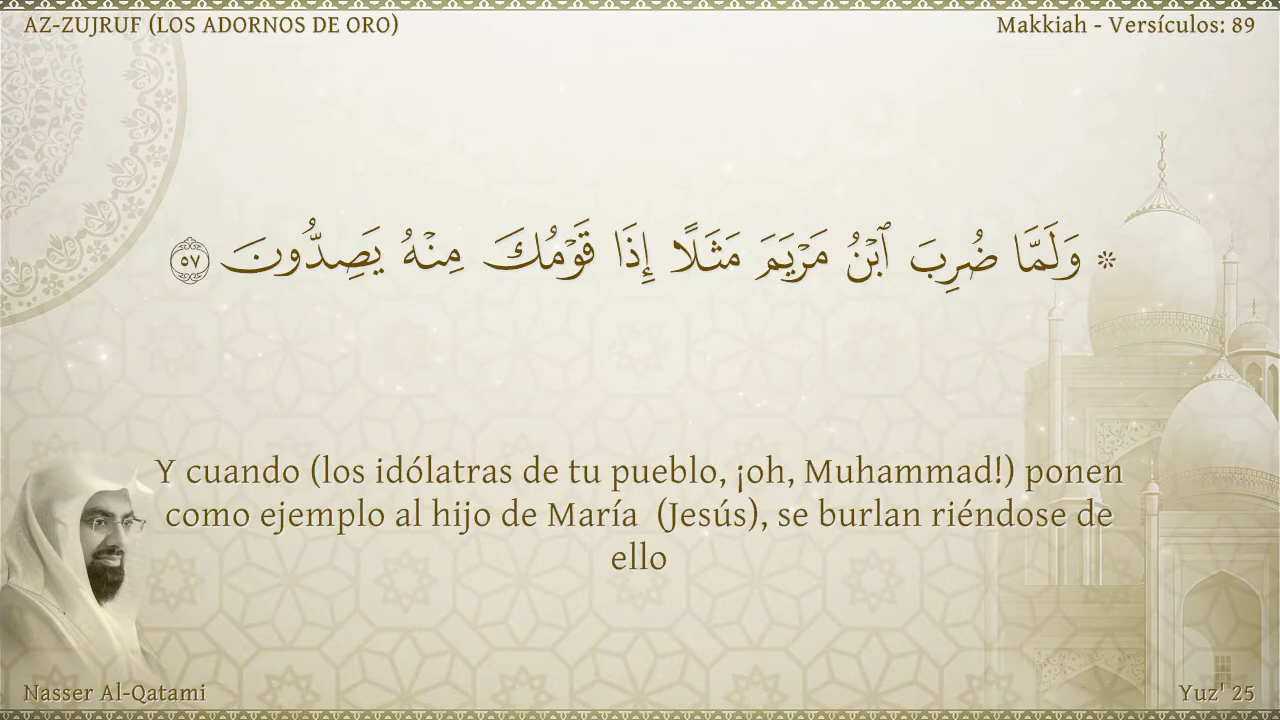 AZ-ZUJRUF (LOS ADORNOS DE ORO)
Makkiah - Versículos: 89
۞ وَلَمَّا ضُرِبَ ٱبْنُ مَرْيَمَ مَثَلًا إِذَا قَوْمُكَ مِنْهُ يَصِدُّونَ ٥٧
Y cuando (los idólatras de tu pueblo, ¡oh, Muhammad!) ponen
como ejemplo al hijo de María (Jesús), se burlan riéndose de
ello
Nasser Al-Qatami
Yuz' 25